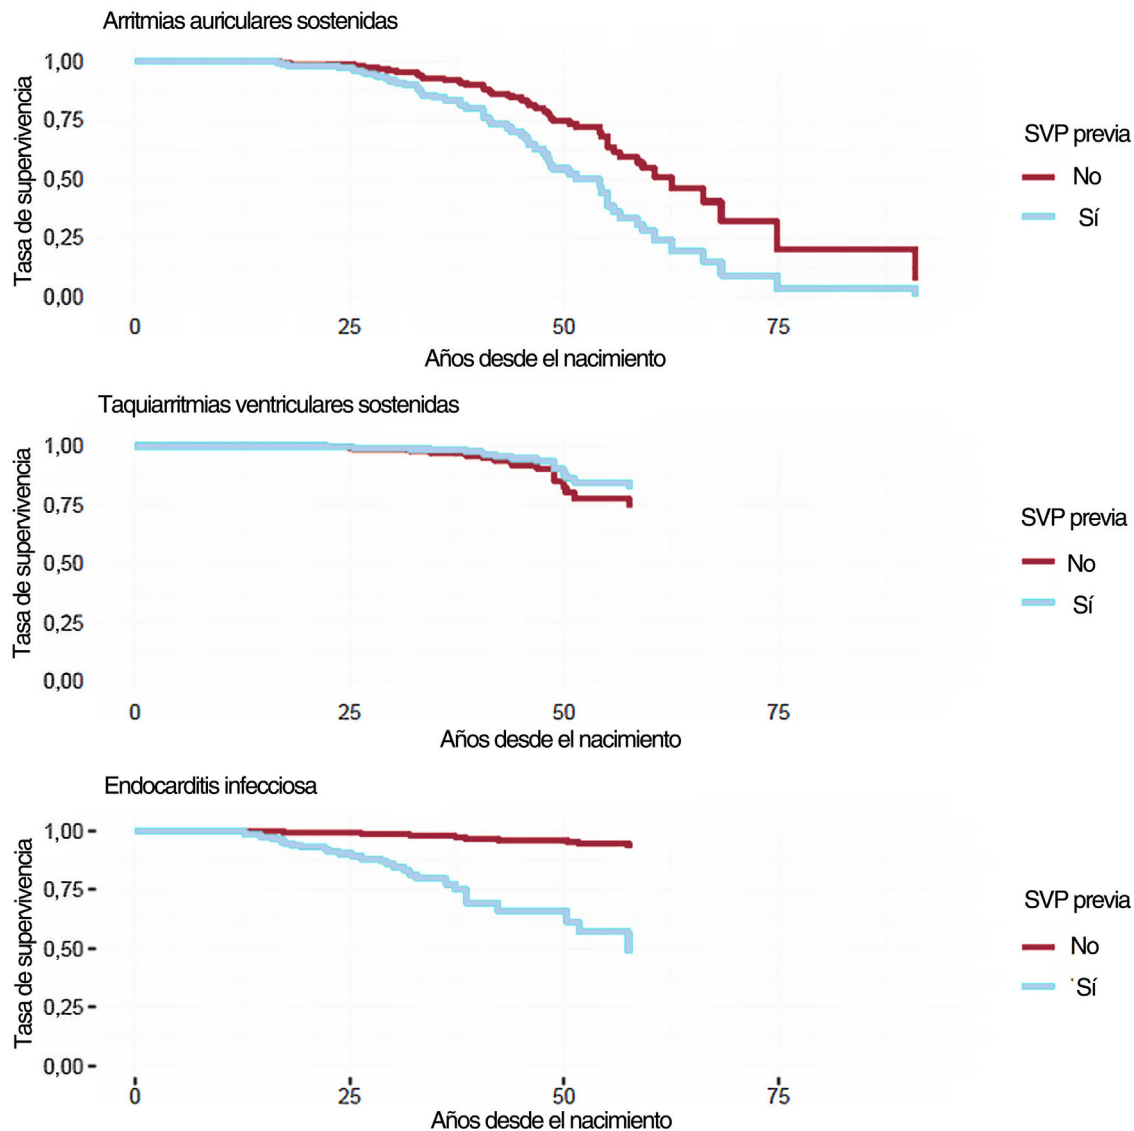 Arritmias auriculares sostenidas
Tasa de supervivencia
1,00
0,75
0,50
0,25
0,00
0 25 50 75
Años desde el nacimiento
SVP previa
No
Sí
Taquiarritmias ventriculares sostenidas
Tasa de supervivencia
1,00
0,75
0,50
0,25
0,00
0 25 50 75
Años desde el nacimiento
SVP previa
No
Sí
Endocarditis infecciosa
Tasa de supervivencia
1,00
0,75
0,50
0,25
0,00
0 25 50 75
Años desde el nacimiento
SVP previa
No
Sí